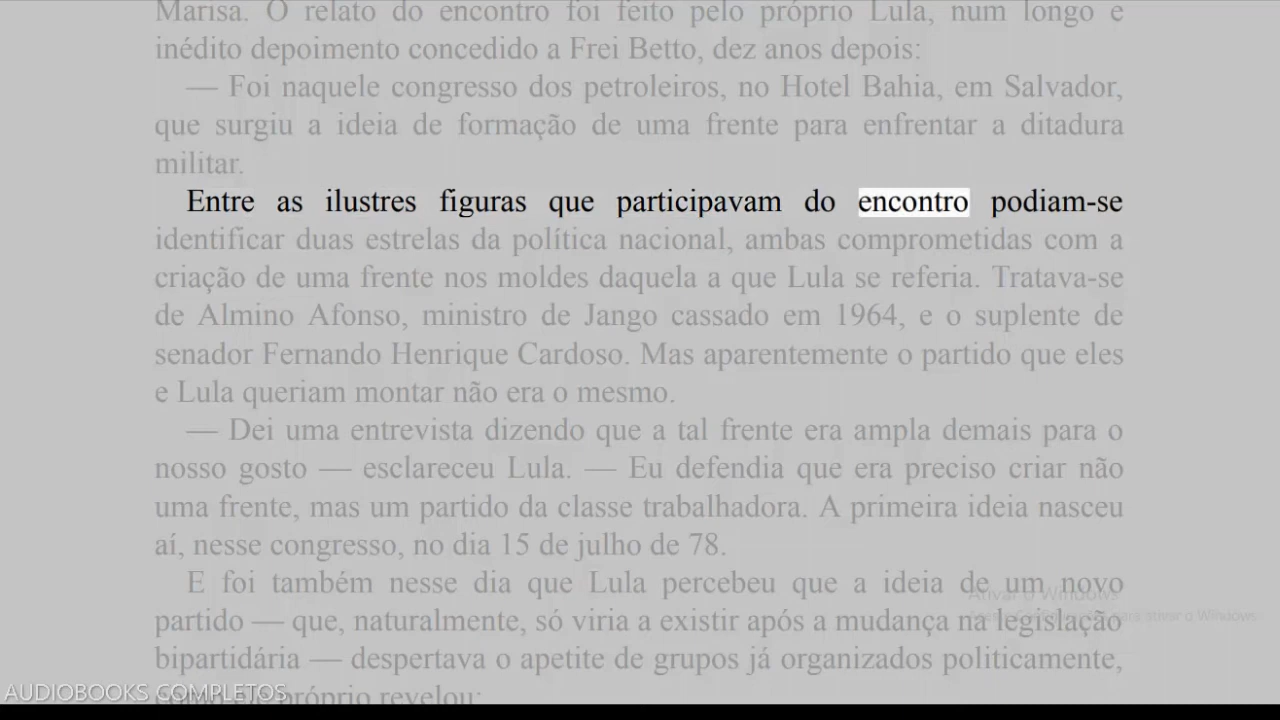 Marisa. O relato do encontro foi feito pelo próprio Lula, num longo e
inédito depoimento concedido a Frei Betto, dez anos depois:
— Foi naquele congresso dos petroleiros, no Hotel Bahia, em Salvador,
que surgiu a ideia de formação de uma frente para enfrentar a ditadura
militar.
Entre as ilustres figuras que participavam do encontro podiam-se
identificar duas estrelas da política nacional, ambas comprometidas com a
criação de uma frente nos moldes daquela a que Lula se referia. Tratava-se
de Almino Afonso, ministro de Jango cassado em 1964, e o suplente de
senador Fernando Henrique Cardoso. Mas aparentemente o partido que eles
e Lula queriam montar não era o mesmo.
— Dei uma entrevista dizendo que a tal frente era ampla demais para o
nosso gosto — esclareceu Lula. — Eu defendia que era preciso criar não
uma frente, mas um partido da classe trabalhadora. A primeira ideia nasceu
aí, nesse congresso, no dia 15 de julho de 78.
E foi também nesse dia que Lula percebeu que a ideia de um novo
Ativar o Windows
partido — que, naturalmente, só viria a existir após a mudança na legislação
para ativar o Windows.
bipartidária — despertava o apetite de grupos já organizados politicamente,
AUDIOBOOKS COMPLETOS
próprio revelou: